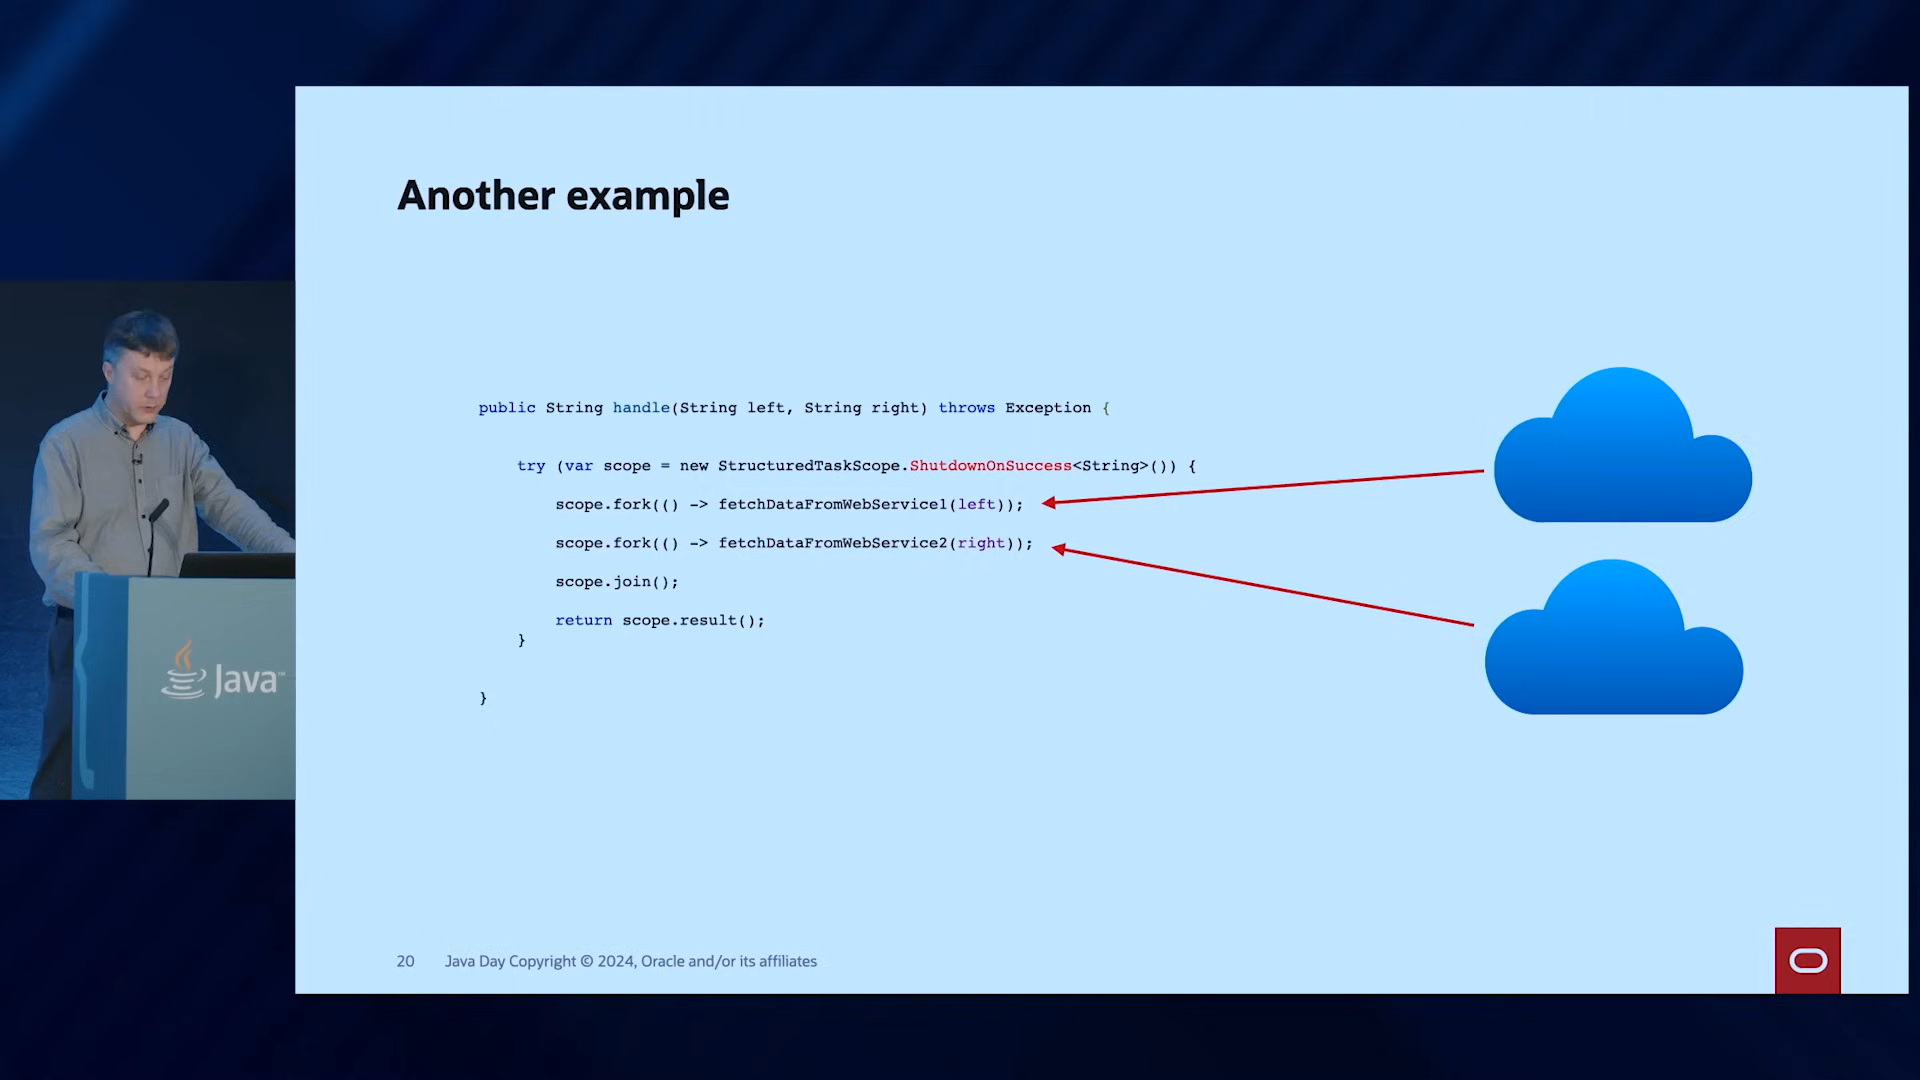 Another example
public String handle(String left, String right) throws Exception {
try (var scope = new StructuredTaskScope.ShutdownOnSuccess<String>()) {
scope.fork(() -> fetchDataFromWebService1(left));
scope.fork(() -> fetchDataFromWebService2(right));
scope.join();
return scope.result();
}
}
Java™
20 Java Day Copyright © 2024, Oracle and/or its affiliates